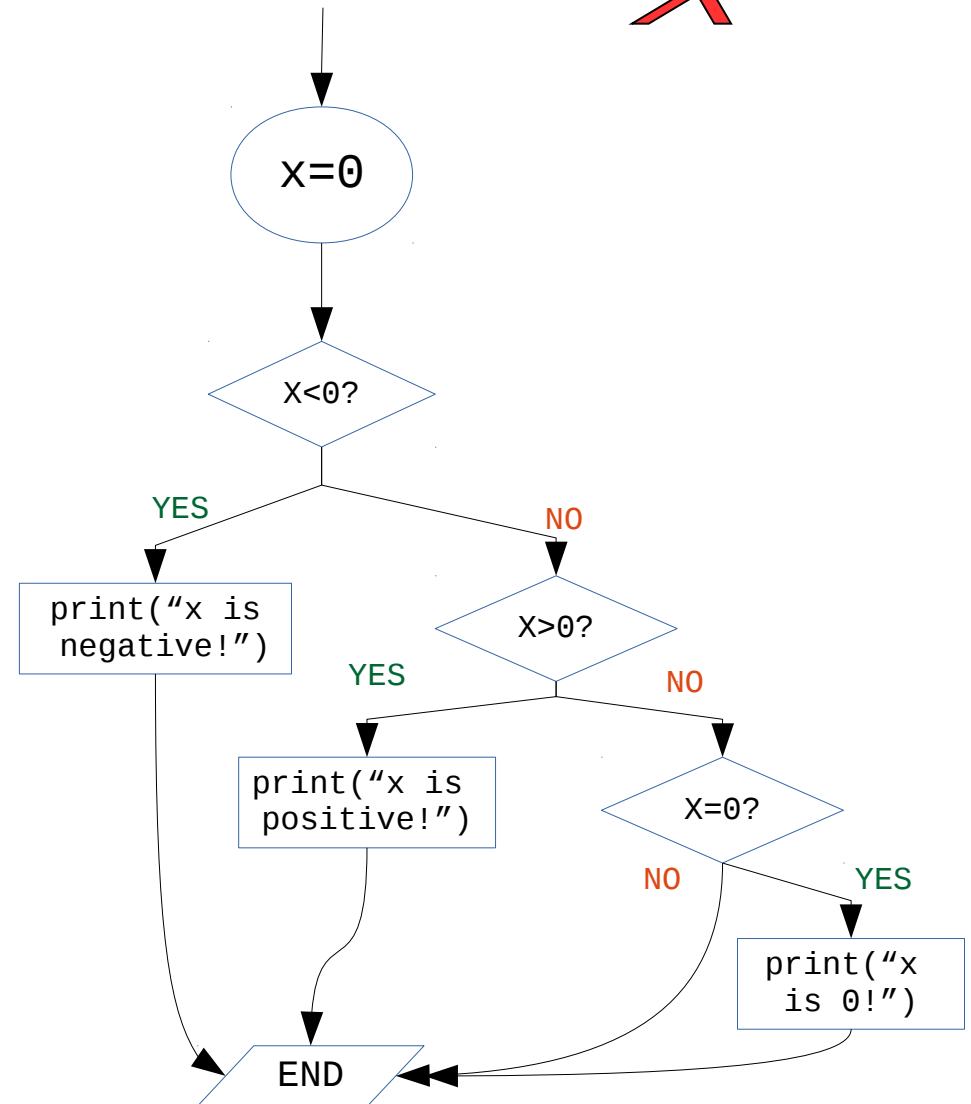 x=0
X<0?
YES
NO
print(“x is
negative!”)
X>0?
YES
NO
print(“x is
positive!”)
X=0?
NO
YES
print(“x
is 0!”)
END